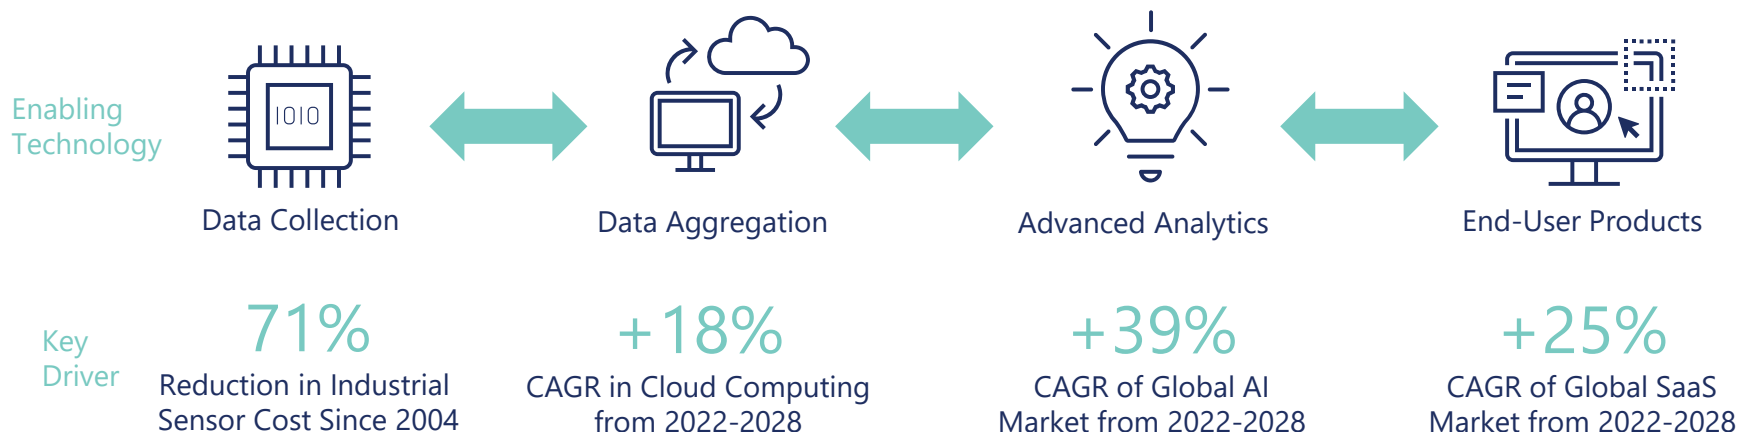 Enabling
Technology
1010
Data Collection
Data Aggregation
Advanced Analytics
End-User Products
Key
Driver
71%
Reduction in Industrial
Sensor Cost Since 2004
+18%
CAGR in Cloud Computing
from 2022-2028
+39%
CAGR of Global AI
Market from 2022-2028
+25%
CAGR of Global SaaS
Market from 2022-2028